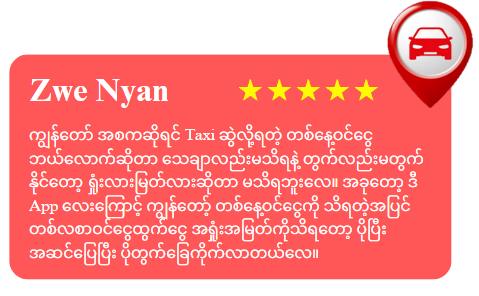 Zwe Nyan
ကျွန်တော် အစကဆိုရင် Taxi ဆွဲလို့ရတဲ့ တစ်နေ့ဝင်ငွေ
ဘယ်လောက်ဆိုတာ သေချာလည်းမသိရနဲ့ တွက်လည်းမတွက်
နိုင်တော့ ရှုံးလားမြတ်လားဆိုတာ မသိရဘူးလေ။ အခုတော့ ဒီ
App လေးကြောင့် ကျွန်တော့် တစ်နေ့ဝင်ငွေကို သိရတဲ့အပြင်
တစ်လစာဝင်ငွေထွက်ငွေ အရှုံးအမြတ်ကိုသိရတော့ ပိုပြီး
အဆင်ပြေပြီး ပိုတွက်ခြေကိုက်လာတယ်လေ။